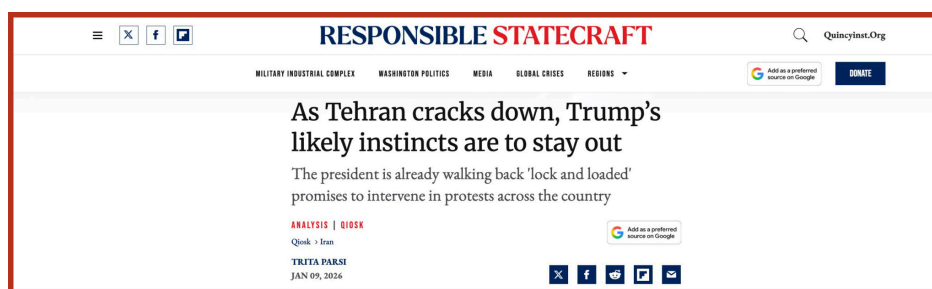 RESPONSIBLE STATECRAFT
Quincyinst.Org
MILITARY INDUSTRIAL COMPLEX WASHINGTON POLITICS MEDIA GLOBAL CRISES REGIONS
Add as a preferred
source on Google
DONATE
As Tehran cracks down, Trump’s
likely instincts are to stay out
The president is already walking back 'lock and loaded'
promises to intervene in protests across the country
ANALYSIS | QIOSK
Qiosk > Iran
Add as a preferred
source on Google
TRITA PARSI
JAN 09, 2026